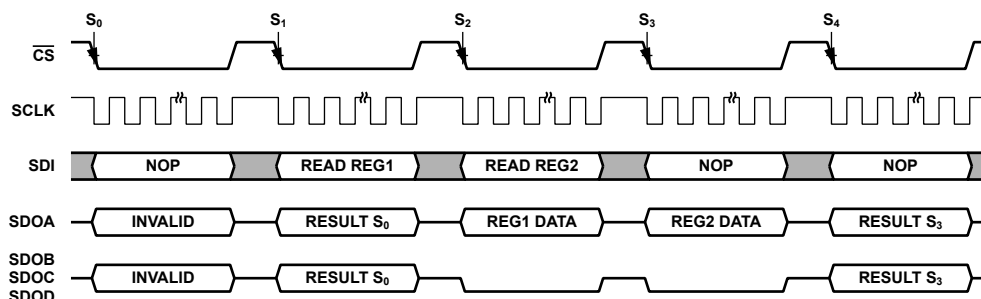 S0 S1 S2 S3 S4
CS
SCLK
SDI NOP READ REG1 READ REG2 NOP NOP
SDOA INVALID RESULT S0 REG1 DATA REG2 DATA RESULT S3
SDOB
SDOC INVALID RESULT S0 RESULT S3
SDOD